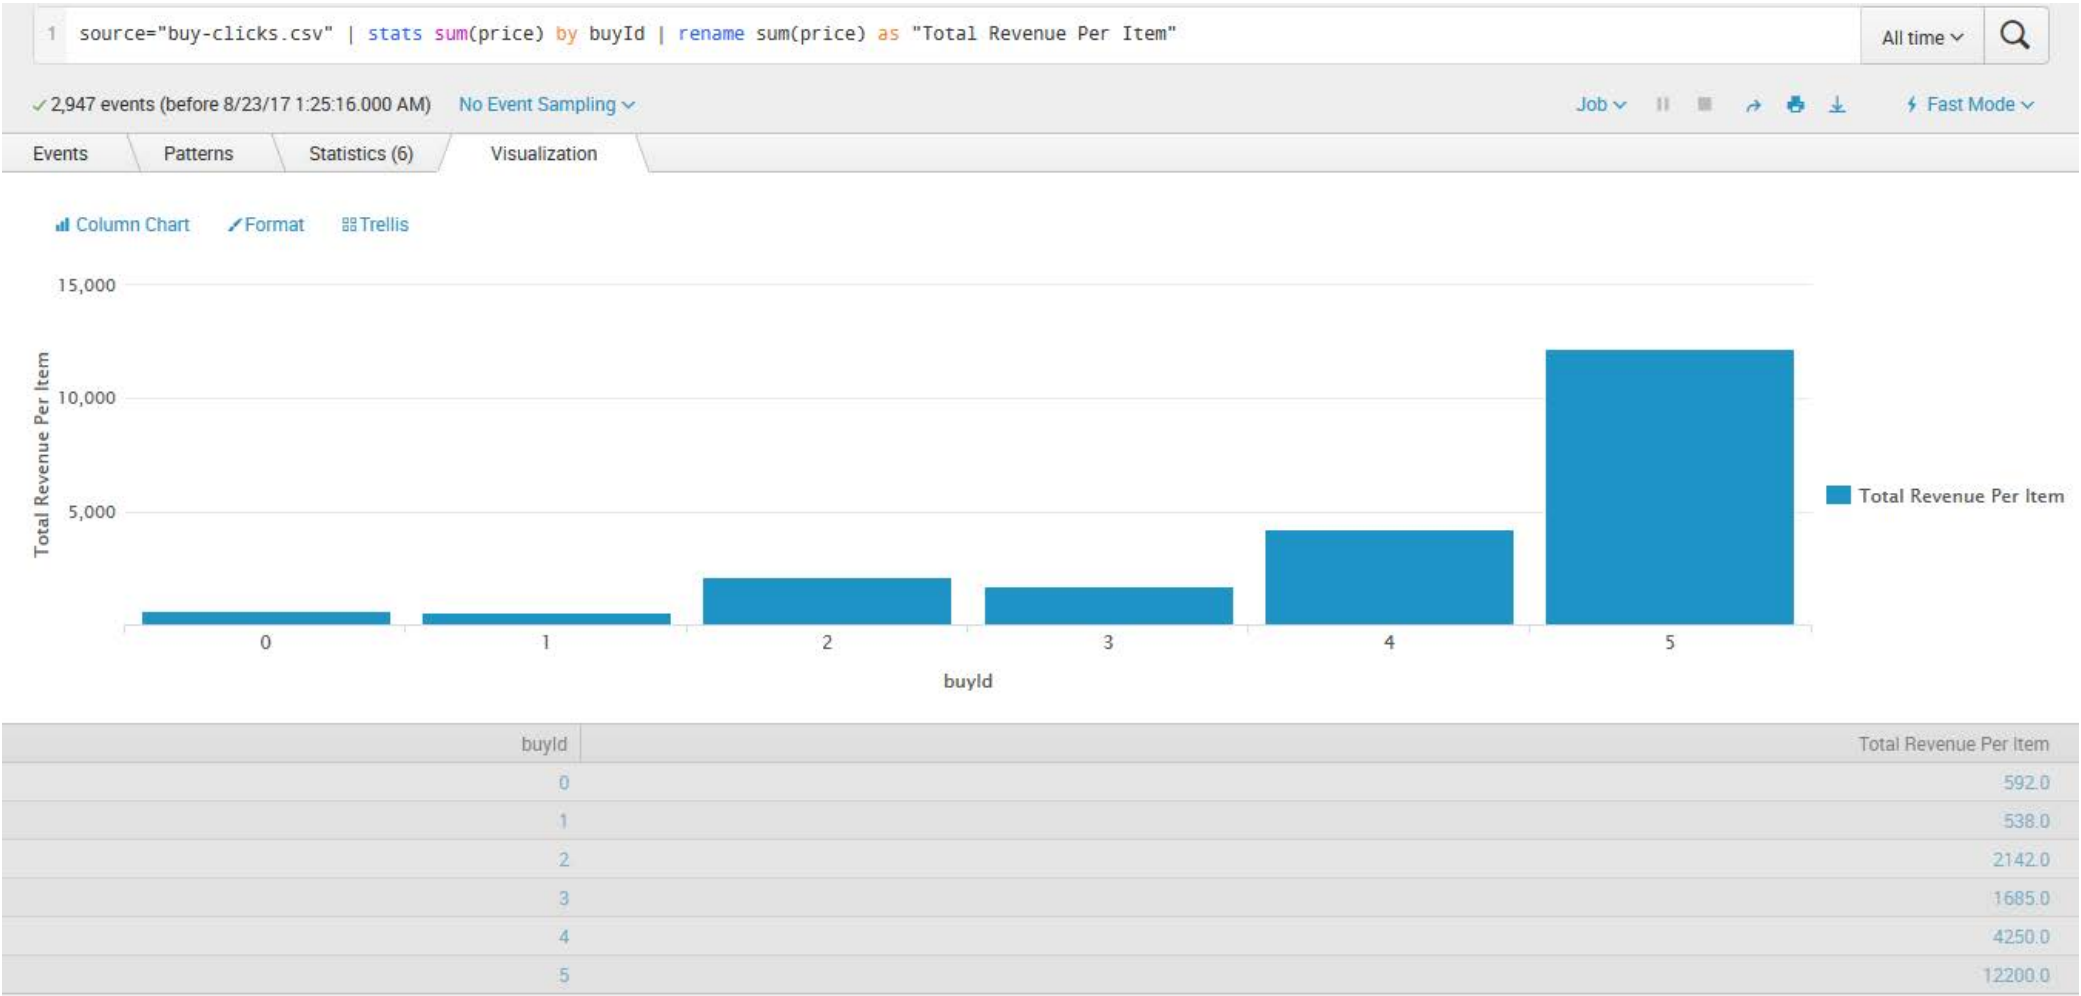 1 source="buy-clicks.csv" | stats sum(price) by buyId | rename sum(price) as "Total Revenue Per Item"
All time
2,947 events (before 8/23/17 1:25:16.000 AM) No Event Sampling
Job Fast Mode
Events Patterns Statistics (6) Visualization
Column Chart Format Trellis
15,000
10,000
5,000
Total Revenue Per Item
Total Revenue Per Item
0 1 2 3 4 5
buyId
buyId Total Revenue Per Item
0 592.0
1 538.0
2 2142.0
3 1685.0
4 4250.0
5 12200.0